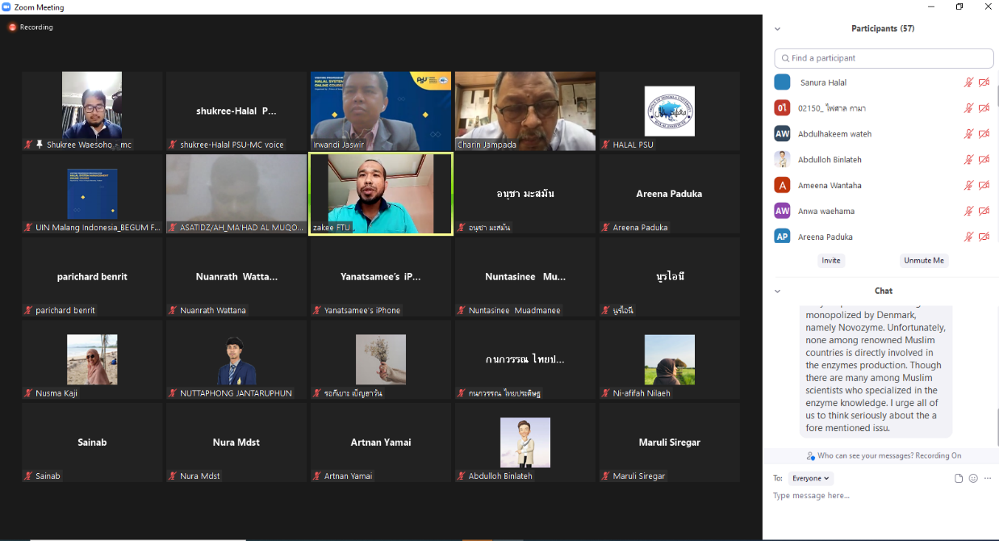 Zoom Meeting
Recording
shukree-Halal P...
Shukree Waesoho - mc
shukree-Halal PSU-MC voice
HALAL SYSTEM
ONLINE COURSE
PSU
Irwandi Jaswir
Charin Jampada
HALAL PSU
อนุชา มะสมัน
Areena Paduka
UIN Malang Indonesia_BEGUM F...
ASATIDZ/AH_MA'HAD AL MUQO...
zakee FTU
อนุชา มะสมัน
Areena Paduka
parichard benrit
Nuanrath Watta...
Yanatsamee's iP...
Nuntasinee Mu...
นูรไอนี
parichard benrit
Nuanrath Wattana
Yanatsamee's iPhone
Nuntasinee Muadmanee
นูรไอนี
กนกวรรณ ไทยป...
Nusma Kaji
NUTTAPHONG JANTARUPHUN
รอกีเยาะ เบ็ญฮาวัน
กนกวรรณ ไทยประดิษฐ
Ni-afifah Nilaeh
Sainab
Nura Mdst
Artnan Yamai
Maruli Siregar
Sainab
Nura Mdst
Artnan Yamai
Abdulloh Binlateh
Maruli Siregar
Participants (57)
Find a participant
Sanura Halal
01 02150_ ไฟศาล กามา
AW Abdulhakeem wateh
Abdulloh Binlateh
A Ameena Wantaha
AW Anwa waehama
AP Areena Paduka
Invite
Unmute Me
Chat
monopolized by Denmark,
namely Novozyme. Unfortunately,
none among renowned Muslim
countries is directly involved in
the enzymes production. Though
there are many among Muslim
scientists who specialized in the
enzyme knowledge. I urge all of
us to think seriously about the a
fore mentioned issu.
Who can see your messages? Recording On
To: Everyone
Type message here...